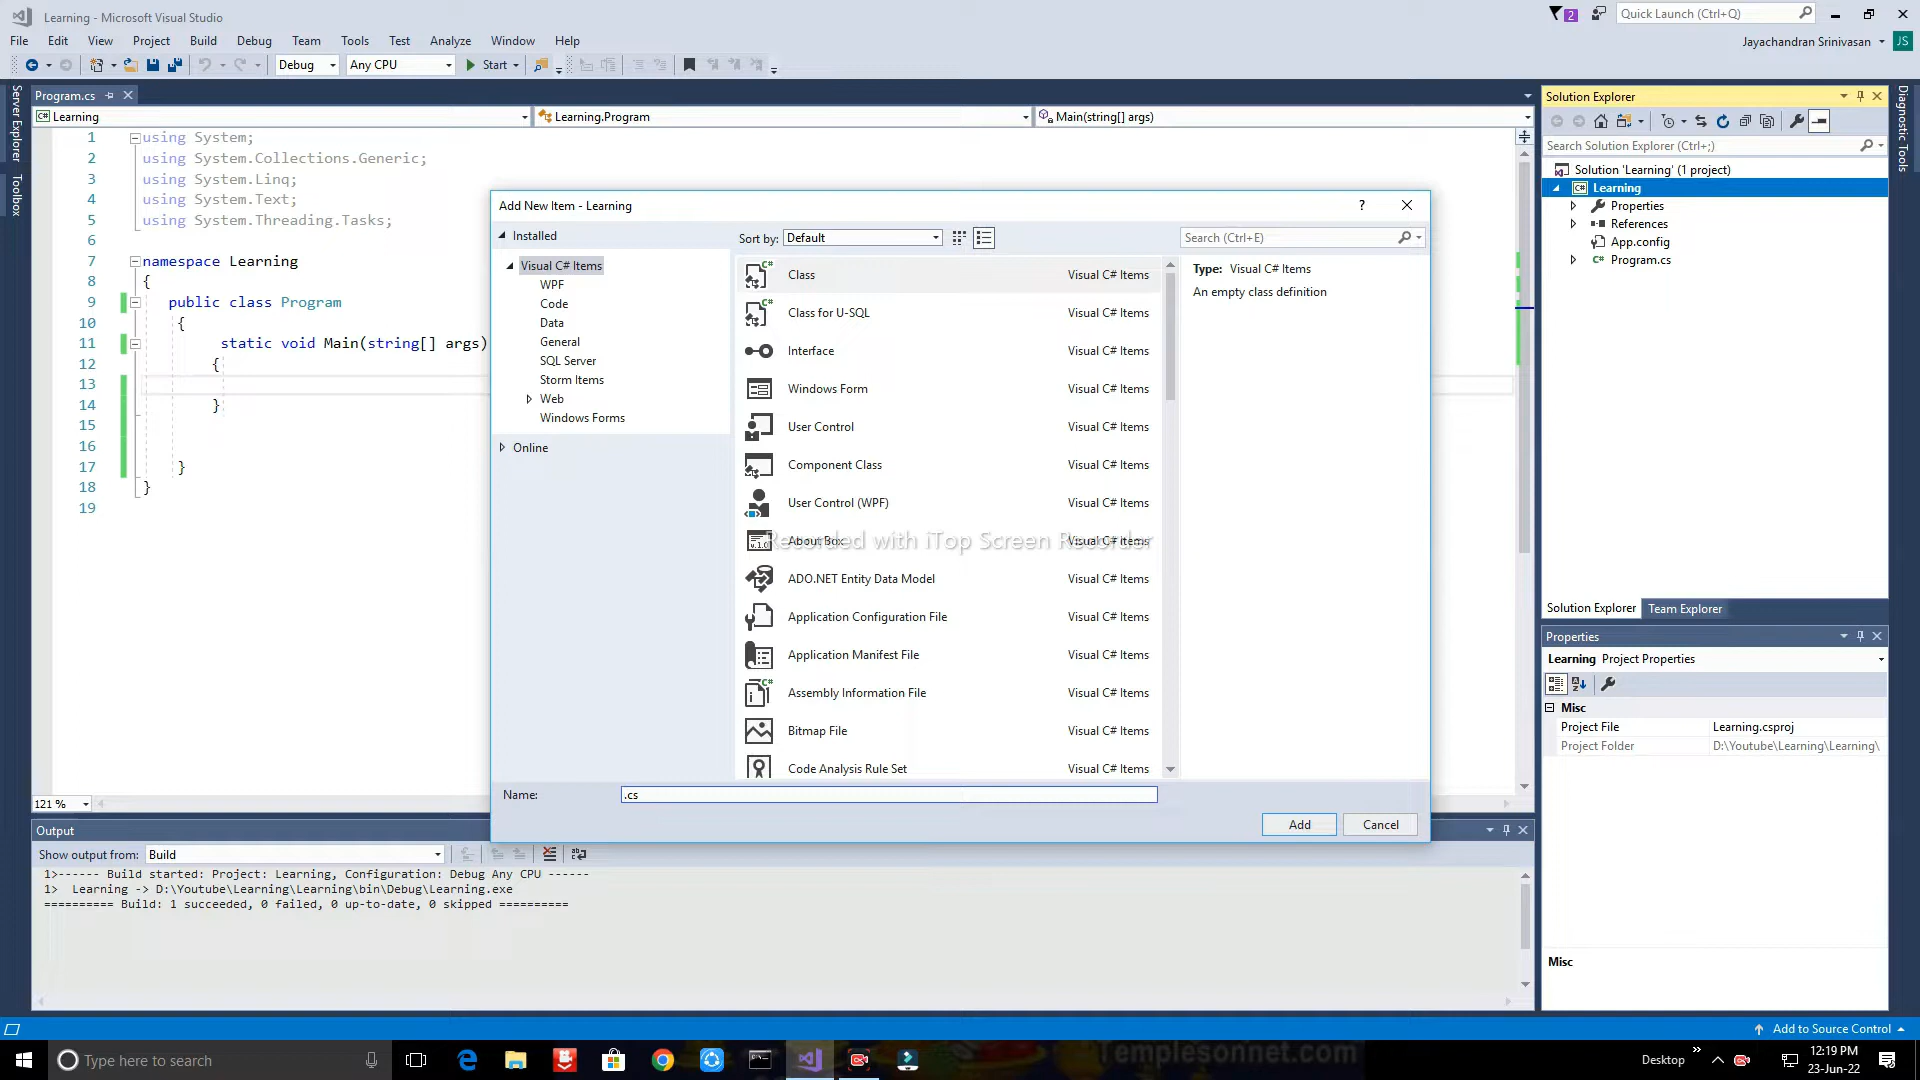 Learning - Microsoft Visual Studio
2
Quick Launch (Ctrl+Q)
File Edit View Project Build Debug Team Tools Test Analyze Window Help
Jayachandran Srinivasan JS
Debug Any CPU Start
Server Explorer
Toolbox
Program.cs
Learning
Learning.Program
Main(string[] args)
1 using System;
2 using System.Collections.Generic;
3 using System.Linq;
4 using System.Text;
5 using System.Threading.Tasks;
6
7 namespace Learning
8 {
9 public class Program
10 {
11 static void Main(string[] args)
12 {
13
14 }
15
16
17 }
18 }
19
121 %
Add New Item - Learning
?
Installed
Visual C# Items
WPF
Code
Data
General
SQL Server
Storm Items
Web
Windows Forms
Online
Sort by: Default
Search (Ctrl+E)
Class Visual C# Items
Class for U-SQL Visual C# Items
Interface Visual C# Items
Windows Form Visual C# Items
User Control Visual C# Items
Component Class Visual C# Items
User Control (WPF) Visual C# Items
About Box Visual C# Items
Recorded with iTop Screen Recorder
ADO.NET Entity Data Model Visual C# Items
Application Configuration File Visual C# Items
Application Manifest File Visual C# Items
Assembly Information File Visual C# Items
Bitmap File Visual C# Items
Code Analysis Rule Set Visual C# Items
Type: Visual C# Items
An empty class definition
Name: .cs
Add Cancel
Output
Show output from: Build
1>------ Build started: Project: Learning, Configuration: Debug Any CPU ------
1> Learning -> D:\Youtube\Learning\Learning\bin\Debug\Learning.exe
========== Build: 1 succeeded, 0 failed, 0 up-to-date, 0 skipped ==========
Solution Explorer
Search Solution Explorer (Ctrl+;)
Solution 'Learning' (1 project)
Learning
Properties
References
App.config
Program.cs
Solution Explorer Team Explorer
Properties
Learning Project Properties
Misc
Project File Learning.csproj
Project Folder D:\Youtube\Learning\Learning\
Misc
Diagnostic Tools
Add to Source Control
Type here to search
Templesonnet.com
Desktop
12:19 PM
23-Jun-22